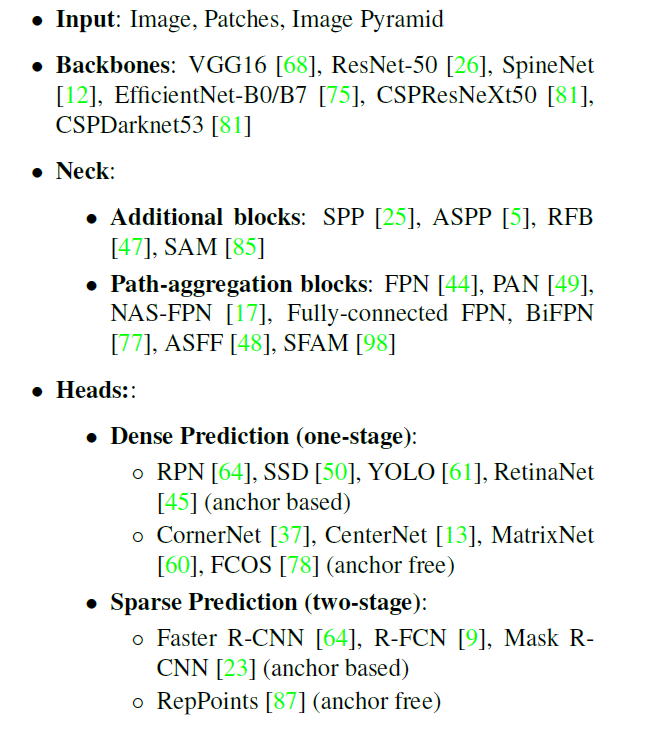 • Input: Image, Patches, Image Pyramid
• Backbones: VGG16 [68], ResNet-50 [26], SpineNet
[12], EfficientNet-B0/B7 [75], CSPResNeXt50 [81],
CSPDarknet53 [81]
• Neck:
• Additional blocks: SPP [25], ASPP [5], RFB
[47], SAM [85]
• Path-aggregation blocks: FPN [44], PAN [49],
NAS-FPN [17], Fully-connected FPN, BiFPN
[77], ASFF [48], SFAM [98]
• Heads::
• Dense Prediction (one-stage):
◦ RPN [64], SSD [50], YOLO [61], RetinaNet
[45] (anchor based)
◦ CornerNet [37], CenterNet [13], MatrixNet
[60], FCOS [78] (anchor free)
• Sparse Prediction (two-stage):
◦ Faster R-CNN [64], R-FCN [9], Mask R-
CNN [23] (anchor based)
◦ RepPoints [87] (anchor free)